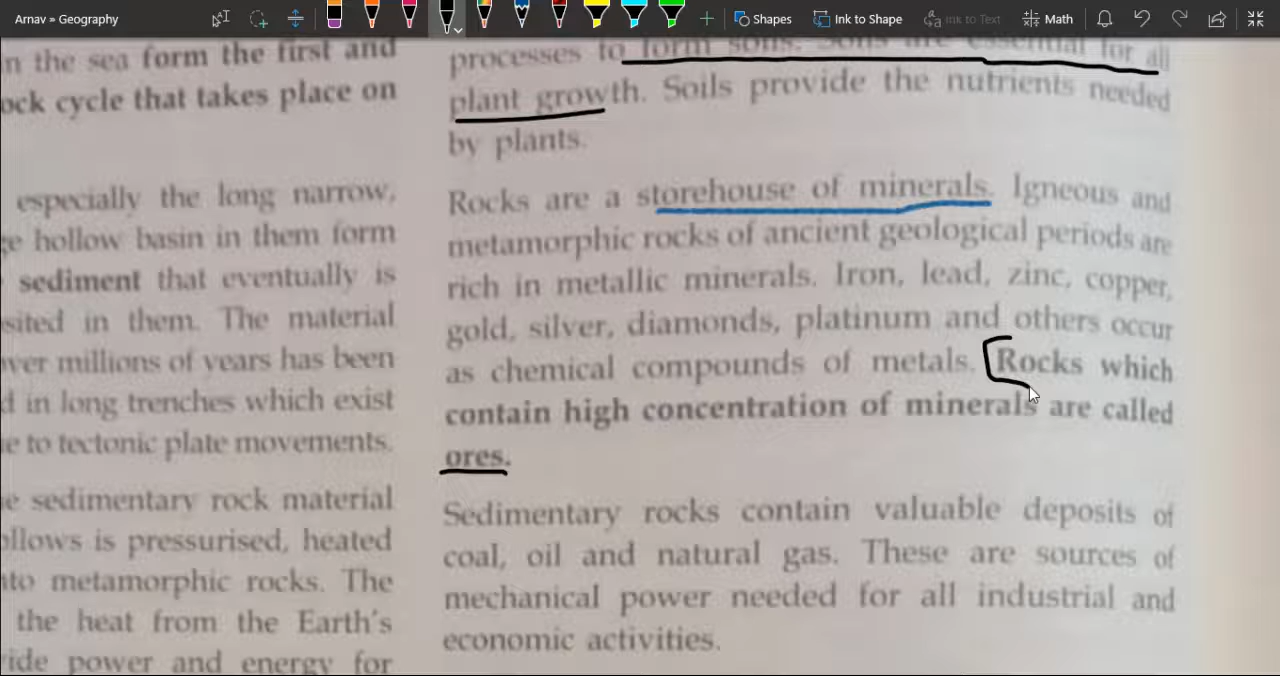 Arnav » Geography
Shapes
Ink to Shape
Ink to Text
Math
in the sea form the first and
ock cycle that takes place on
especially the long narrow,
ge hollow basin in them form
sediment that eventually is
sited in them. The material
over millions of years has been
d in long trenches which exist
e to tectonic plate movements.
e sedimentary rock material
ollows is pressurised, heated
nto metamorphic rocks. The
the heat from the Earth's
vide power and energy for
processes to form soils. Soils are essential for all
plant growth. Soils provide the nutrients needed
by plants.
Rocks are a storehouse of minerals. Igneous and
metamorphic rocks of ancient geological periods are
rich in metallic minerals. Iron, lead, zinc, copper,
gold, silver, diamonds, platinum and others occur
as chemical compounds of metals. Rocks which
contain high concentration of minerals are called
ores.
Sedimentary rocks contain valuable deposits of
coal, oil and natural gas. These are sources of
mechanical power needed for all industrial and
economic activities.